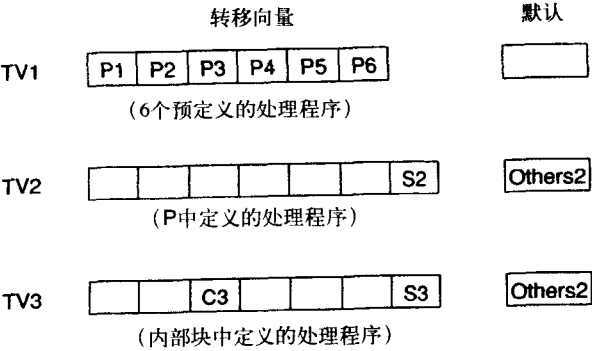 转移向量 默认
TV1 P1 P2 P3 P4 P5 P6
(6个预定义的处理程序)
TV2 S2 Others2
(P中定义的处理程序)
TV3 C3 S3 Others2
(内部块中定义的处理程序)